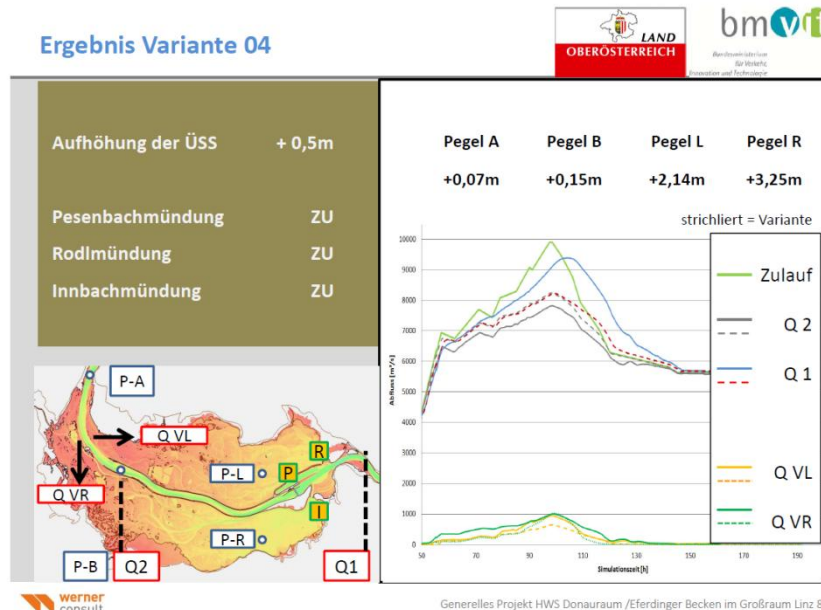 Ergebnis Variante 04
LAND
OBERÖSTERREICH
bmvit
Bundesministerium
für Verkehr,
Innovation und Technologie
Aufhöhung der ÜSS + 0,5m
Pesenbachmündung ZU
Rodlmündung ZU
Innbachmündung ZU
Pegel A Pegel B Pegel L Pegel R
+0,07m +0,15m +2,14m +3,25m
strichliert = Variante
Abfluss [m³/s]
10000
9000
8000
7000
6000
5000
4000
3000
2000
1000
0
50 70 90 110 130 150 170 190
Simulationszeit [h]
Zulauf
Q 2
Q 1
Q VL
Q VR
P-A
Q VL
R
P-L
P
Q VR
I
P-R
P-B
Q2
Q1
werner
consult
Generelles Projekt HWS Donauraum /Eferdinger Becken im Großraum Linz